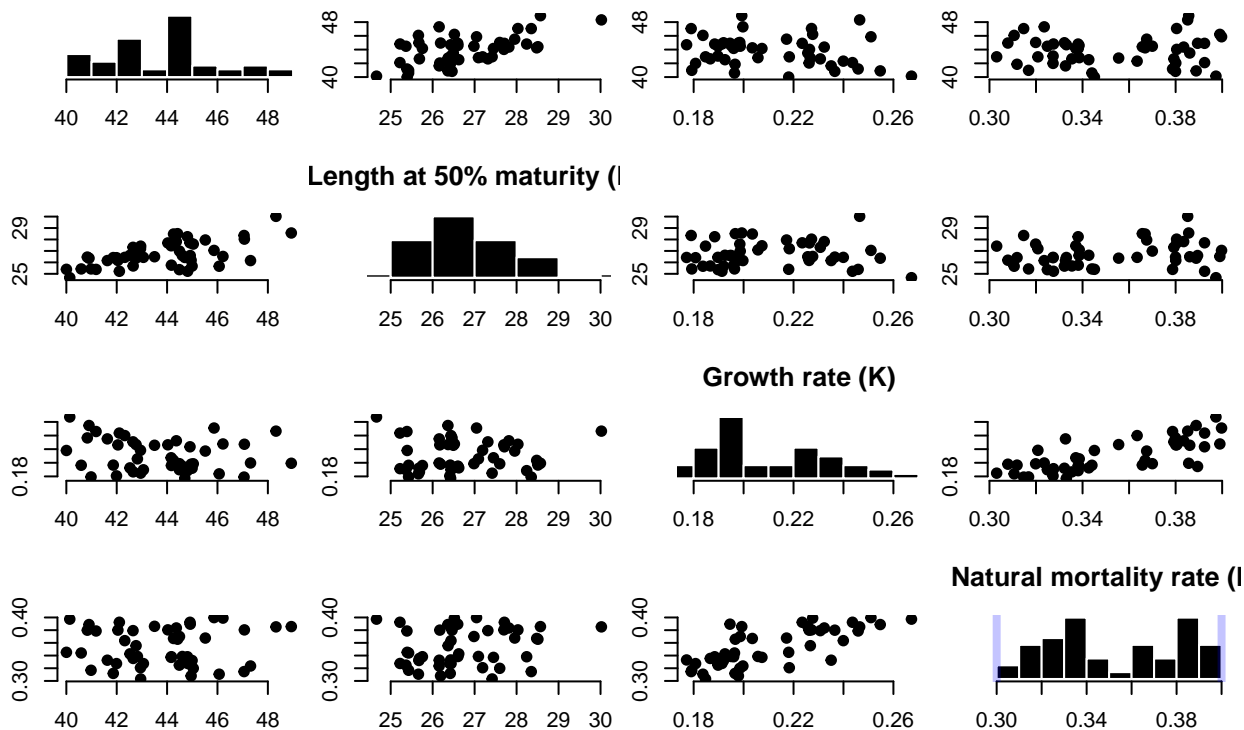 48 48 48
40 40 40
40 42 44 46 48 25 26 27 28 29 30 0.18 0.22 0.26 0.30 0.34 0.38
Length at 50% maturity (
29 29 29
25 25 25
40 42 44 46 48 25 26 27 28 29 30 0.18 0.22 0.26 0.30 0.34 0.38
Growth rate (K)
0.18 0.18 0.18
40 42 44 46 48 25 26 27 28 29 30 0.18 0.22 0.26 0.30 0.34 0.38
Natural mortality rate (
0.40 0.40 0.40
0.30 0.30 0.30
40 42 44 46 48 25 26 27 28 29 30 0.18 0.22 0.26 0.30 0.34 0.38